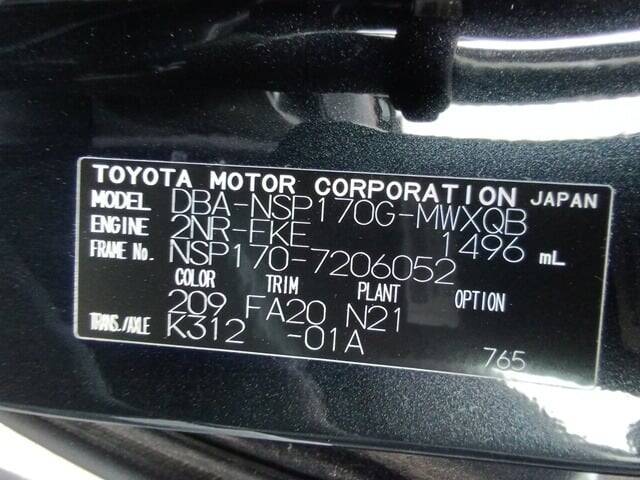 TOYOTA MOTOR CORPORATION JAPAN
MODEL DBA-NSP170G-MWXQB
ENGINE 2NR-FKE 1496 mL
FRAME No. NSP170-7206052
COLOR TRIM PLANT OPTION
209 FA20 N21
TRANS./AXLE K312 -01A
765